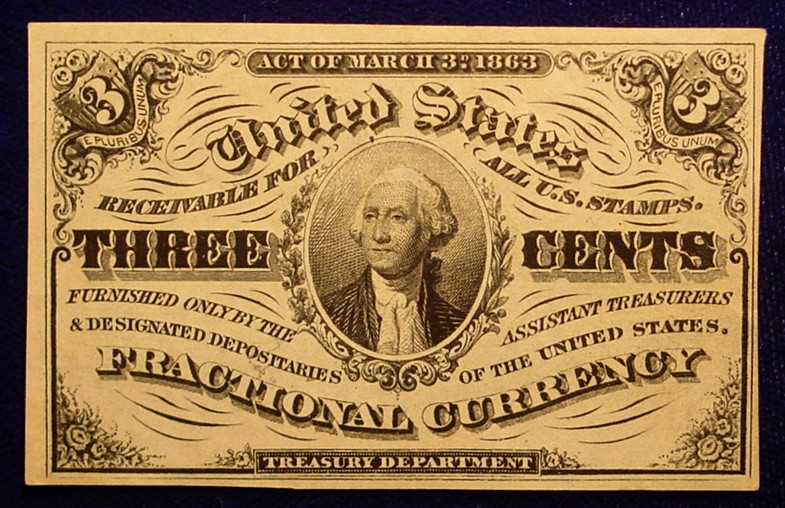 ACT OF MARCH 3RD 1863
3
3
E PLURIBUS UNUM
E PLURIBUS UNUM
United States
RECEIVABLE FOR ALL U.S. STAMPS.
THREE CENTS
FURNISHED ONLY BY THE ASSISTANT TREASURERS
& DESIGNATED DEPOSITARIES OF THE UNITED STATES.
FRACTIONAL CURRENCY
TREASURY DEPARTMENT